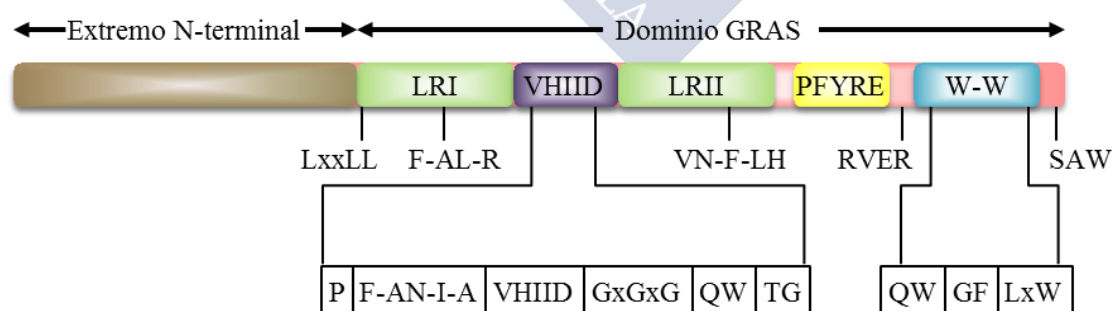 LA
Extremo N-terminal Dominio GRAS
LRI VHIID LRII PFYRE W-W
LxxLL F-AL-R VN-F-LH RVER SAW
P F-AN-I-A VHIID GxGxG QW TG QW GF LxW